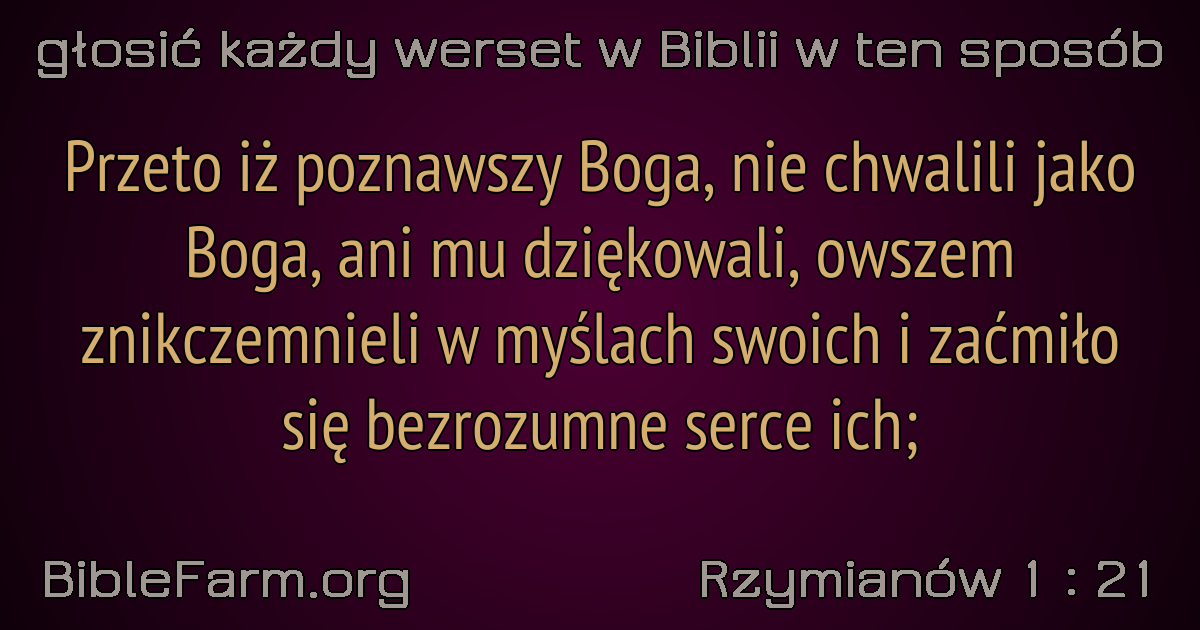 głosić każdy werset w Biblii w ten sposób
Przeto iż poznawszy Boga, nie chwalili jako
Boga, ani mu dziękowali, owszem
znikczemnieli w myślach swoich i zaćmiło
się bezrozumne serce ich;
BibleFarm.org
Rzymianów 1 : 21